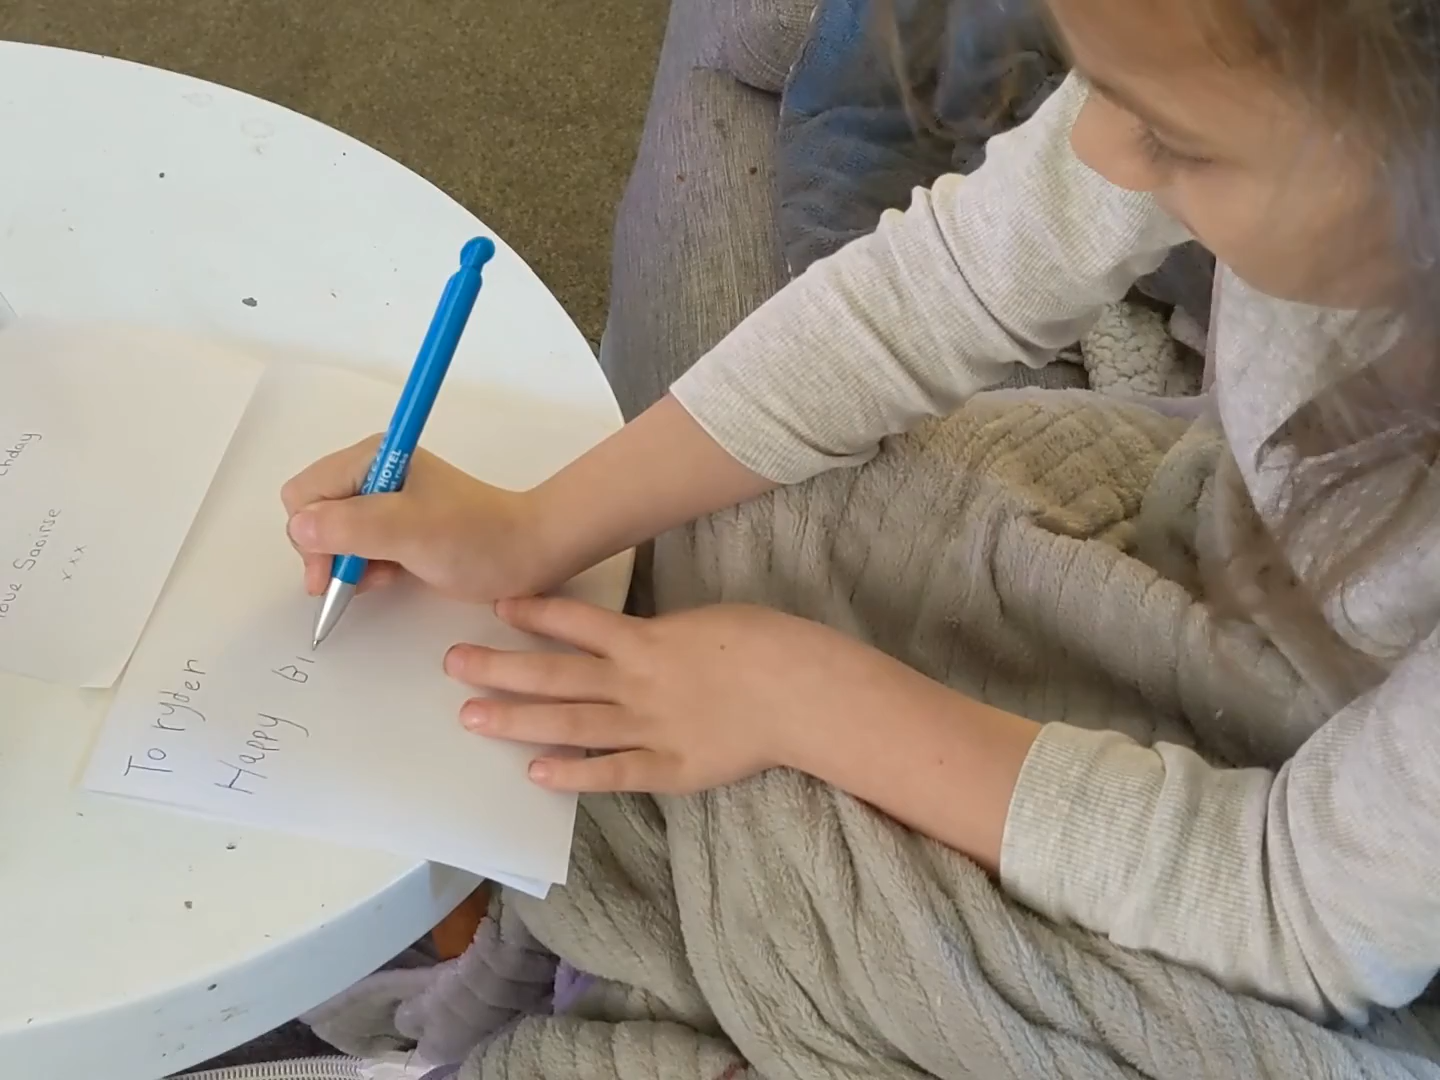 chday
love Saoirse
xxx
To ryder
Happy Bi
HOTEL